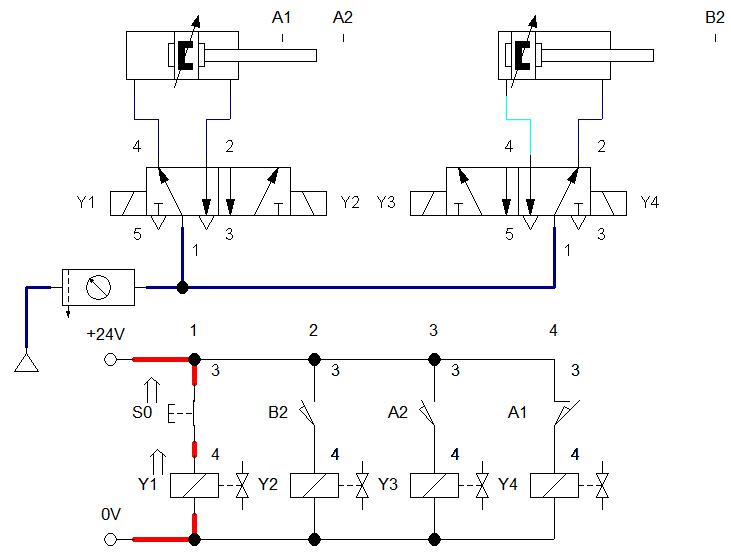 A1 A2 B2
4 2 4 2
Y1 Y2 Y3 Y4
5 3 5 3
1 1
+24V 1 2 3 4
3 3 3 3
S0 B2 A2 A1
4 4 4 4
Y1 Y2 Y3 Y4
0V